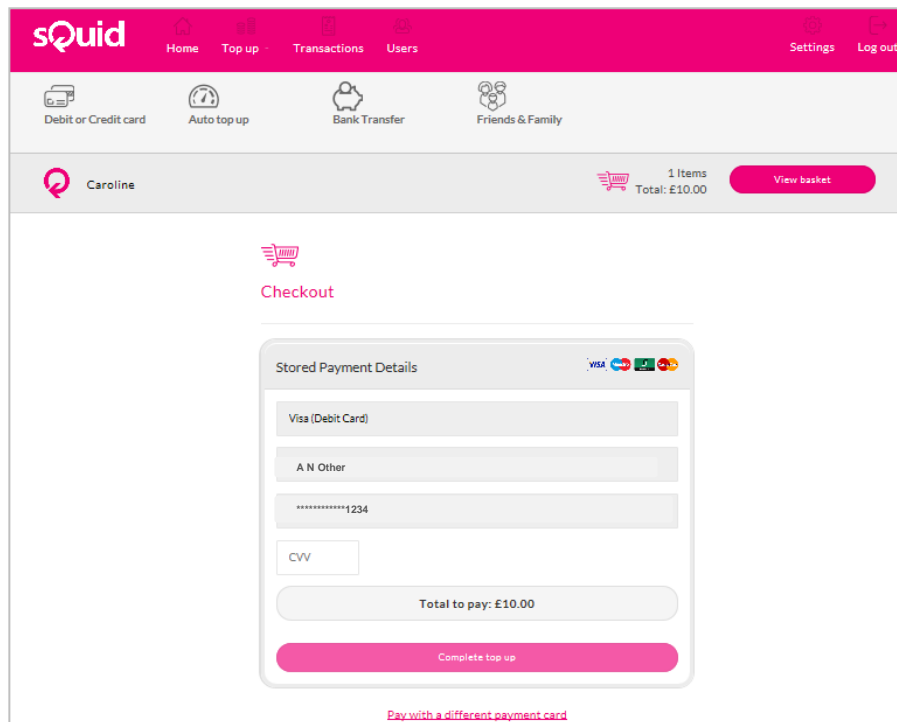 sQuid
Home Top up Transactions Users Settings Log out
Debit or Credit card Auto top up Bank Transfer Friends & Family
Caroline
1 Items
Total: £10.00
View basket
Checkout
Stored Payment Details VISA
Visa (Debit Card)
A N Other
************1234
CVV
Total to pay: £10.00
Complete top up
Pay with a different payment card